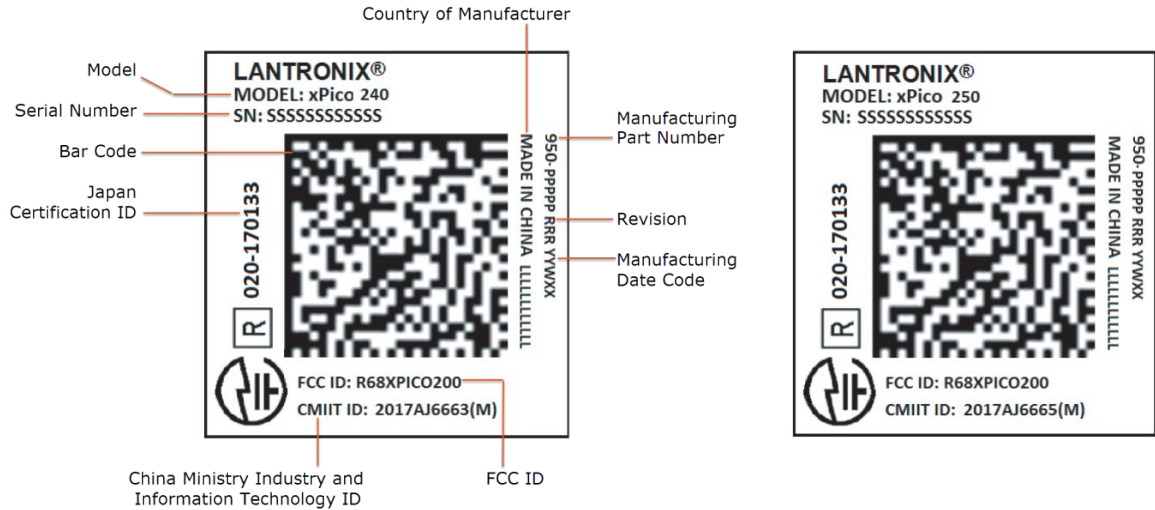 Country of Manufacturer
Model
Serial Number
Bar Code
Japan
Certification ID
LANTRONIX®
MODEL: xPico 240
SN: SSSSSSSSSSSS
020-170133
R
950-PPPPP RRR YYWXX
MADE IN CHINA LLLLLLLLLLL
FCC ID: R68XPICO200
CMIIT ID: 2017AJ6663(M)
Manufacturing
Part Number
Revision
Manufacturing
Date Code
China Ministry Industry and
Information Technology ID
FCC ID
LANTRONIX®
MODEL: xPico 250
SN: SSSSSSSSSSSS
020-170133
R
950-PPPPP RRR YYWXX
MADE IN CHINA LLLLLLLLLLL
FCC ID: R68XPICO200
CMIIT ID: 2017AJ6665(M)